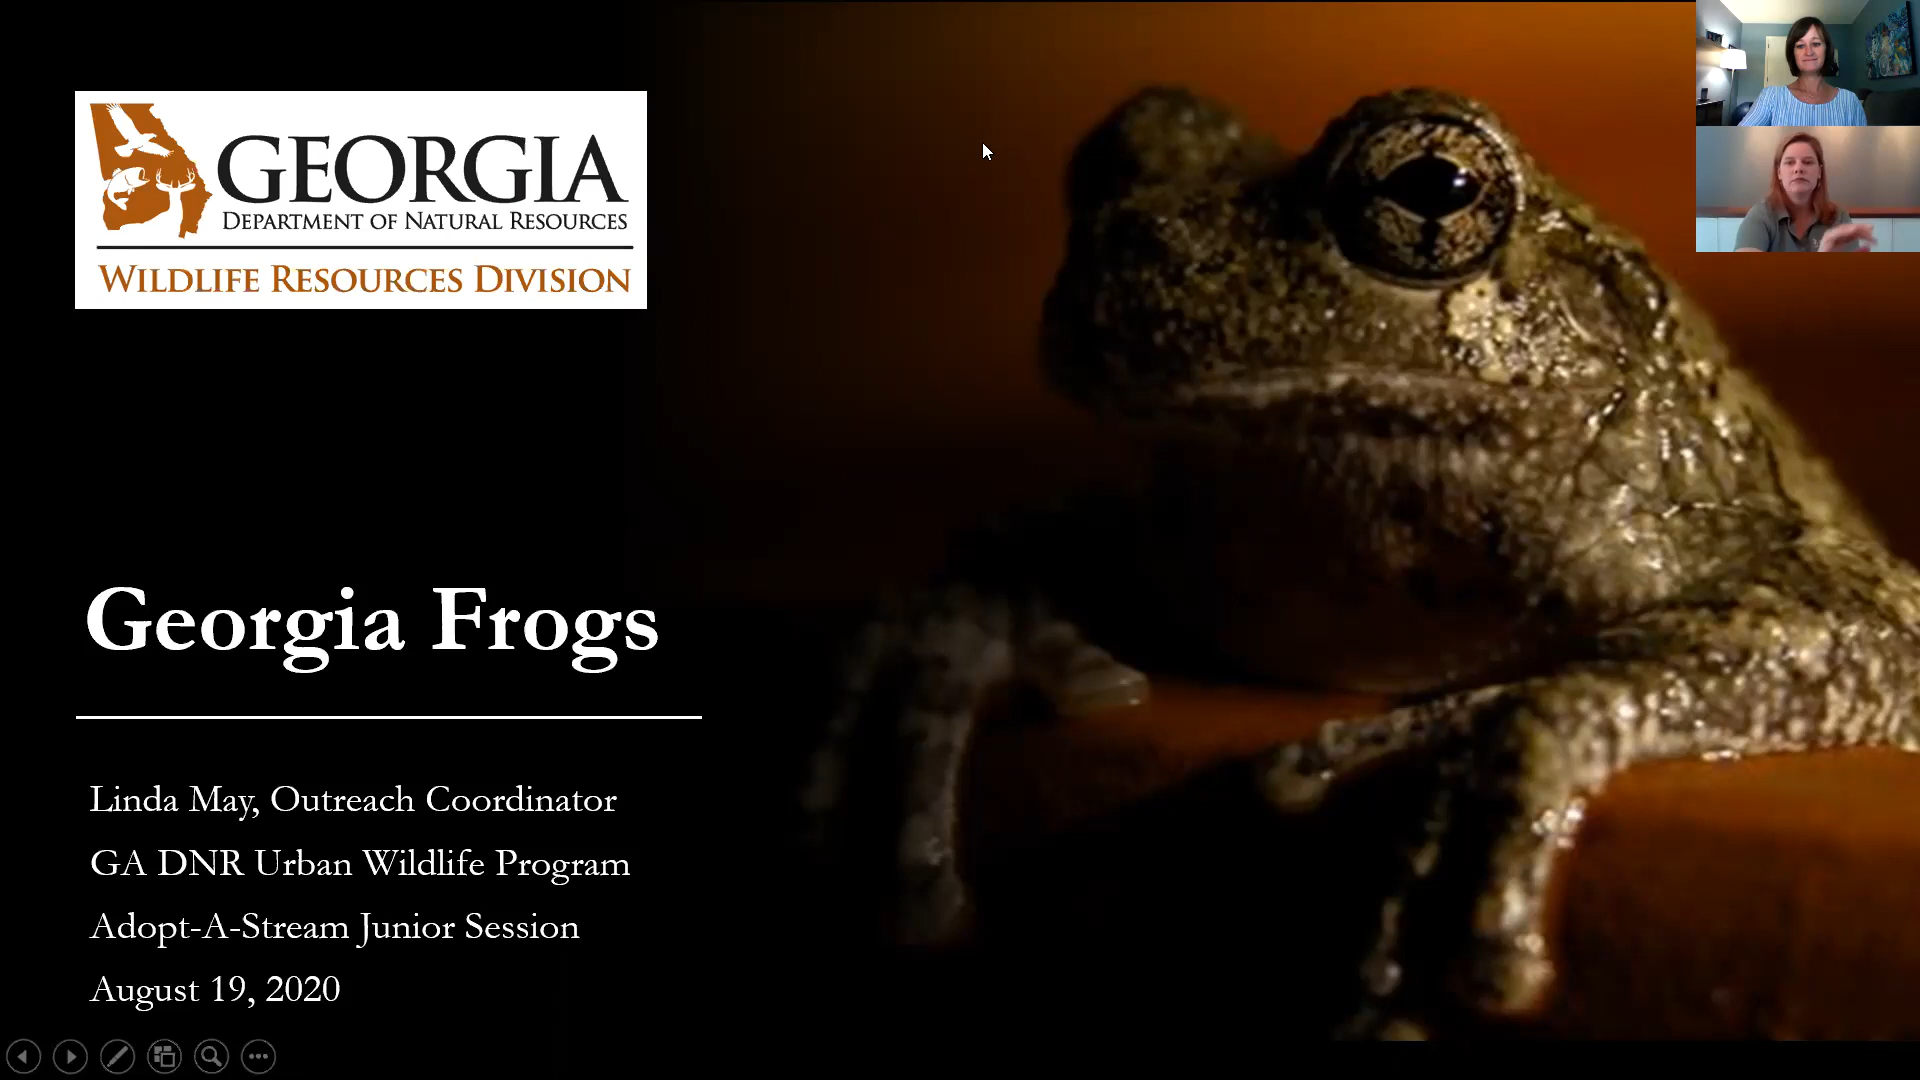 GEORGIA
DEPARTMENT OF NATURAL RESOURCES
WILDLIFE RESOURCES DIVISION
Georgia Frogs
Linda May, Outreach Coordinator
GA DNR Urban Wildlife Program
Adopt-A-Stream Junior Session
August 19, 2020